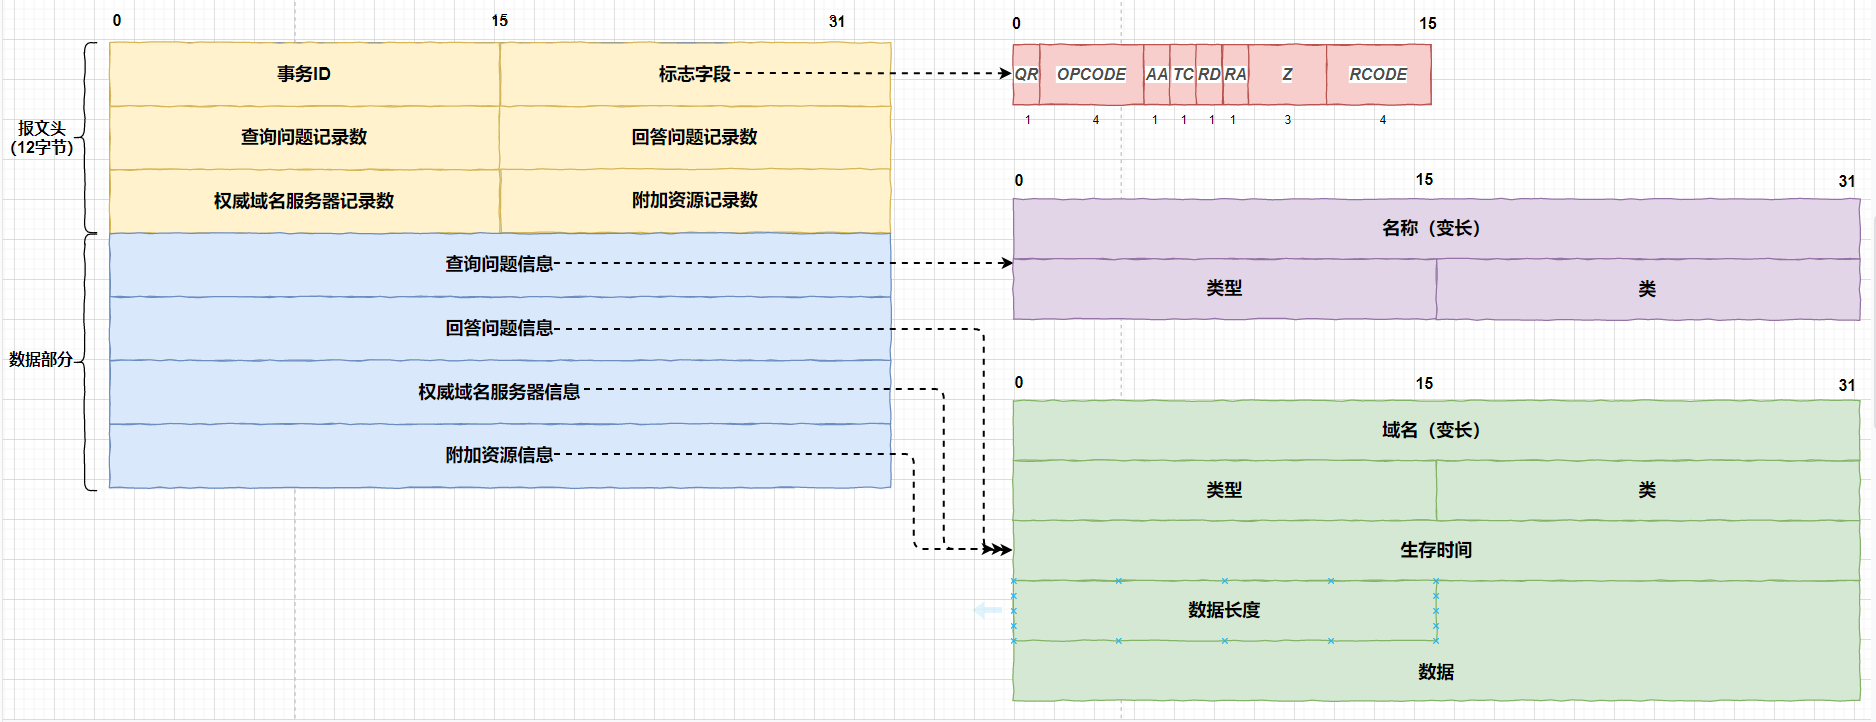 0 15 31
事务ID 标志字段
查询问题记录数 回答问题记录数
权威域名服务器记录数 附加资源记录数
报文头
(12字节)
查询问题信息
回答问题信息
权威域名服务器信息
附加资源信息
数据部分
0 15
QR OPCODE AA TC RD RA Z RCODE
1 4 1 1 1 1 3 4
0 15 31
名称（变长）
类型 类
0 15 31
域名（变长）
类型 类
生存时间
数据长度
数据